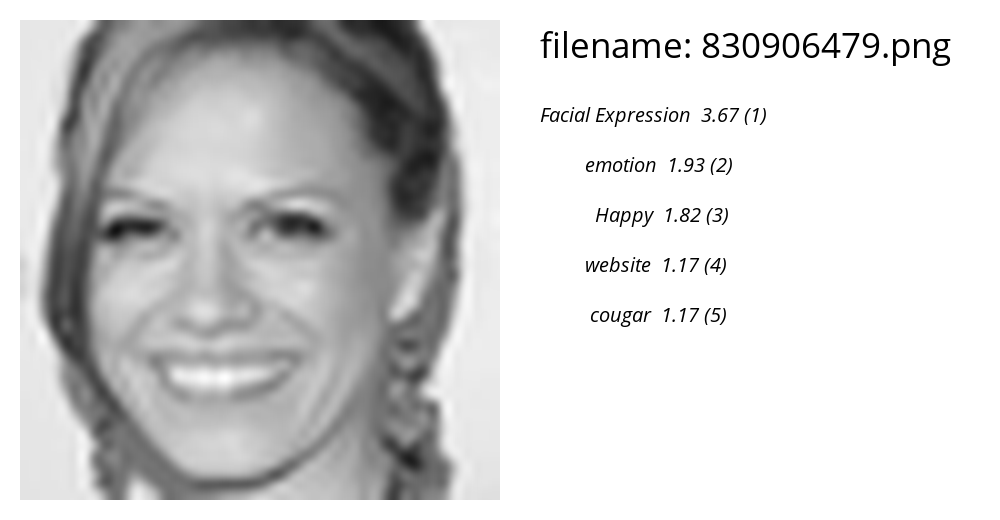 filename: 830906479.png
Facial Expression 3.67 (1)
emotion 1.93 (2)
Happy 1.82 (3)
website 1.17 (4)
cougar 1.17 (5)